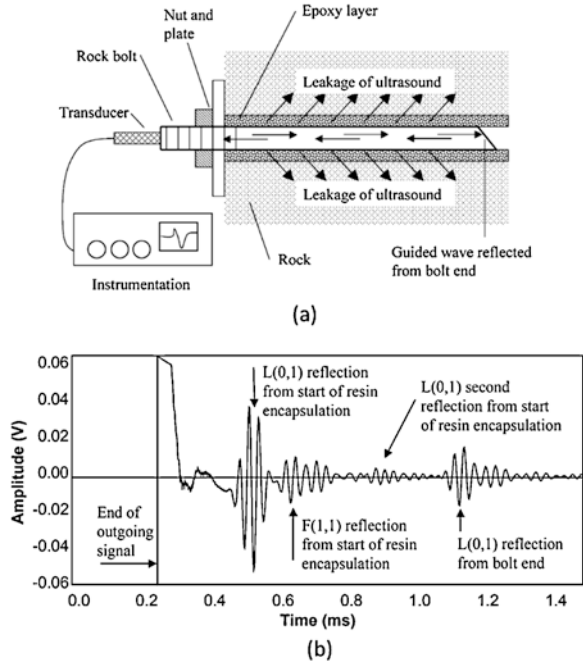 Nut and
plate
Epoxy layer
Rock bolt
Leakage of ultrasound
Transducer
Leakage of ultrasound
Guided wave reflected
from bolt end
Rock
Instrumentation
(a)
0.06
0.04
0.02
0.00
-0.02
-0.04
-0.06
Amplitude (V)
L(0,1) reflection
from start of resin
encapsulation
L(0,1) second
reflection from start
of resin encapsulation
End of
outgoing
signal
F(1,1) reflection
from start of resin
encapsulation
L(0,1) reflection
from bolt end
0.0 0.2 0.4 0.6 0.8 1.0 1.2 1.4
Time (ms)
(b)